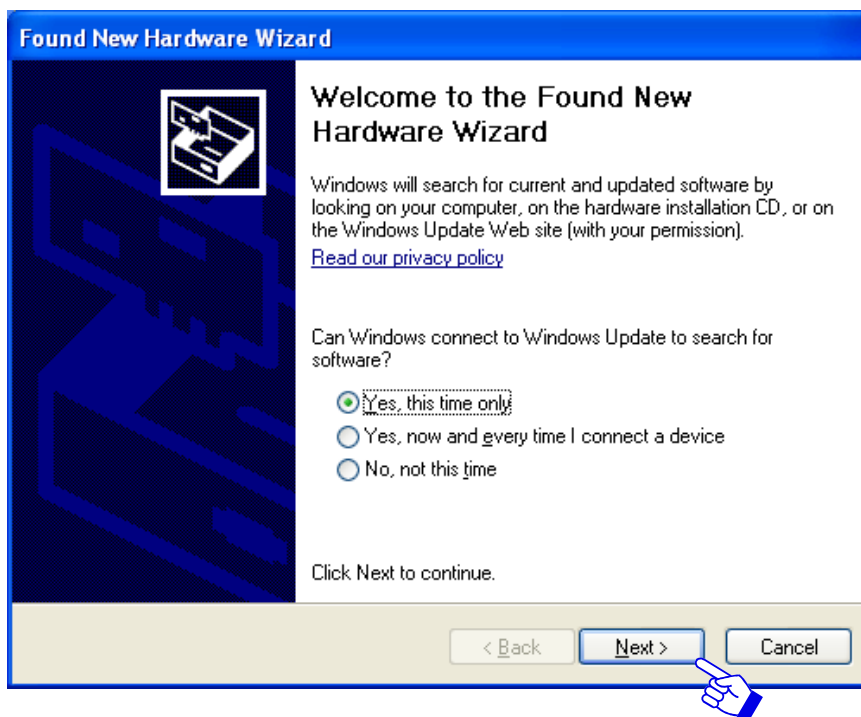 Found New Hardware Wizard
Welcome to the Found New
Hardware Wizard
Windows will search for current and updated software by
looking on your computer, on the hardware installation CD, or on
the Windows Update Web site (with your permission).
Read our privacy policy
Can Windows connect to Windows Update to search for
software?
Yes, this time only
Yes, now and every time I connect a device
No, not this time
Click Next to continue.
< Back Next > Cancel